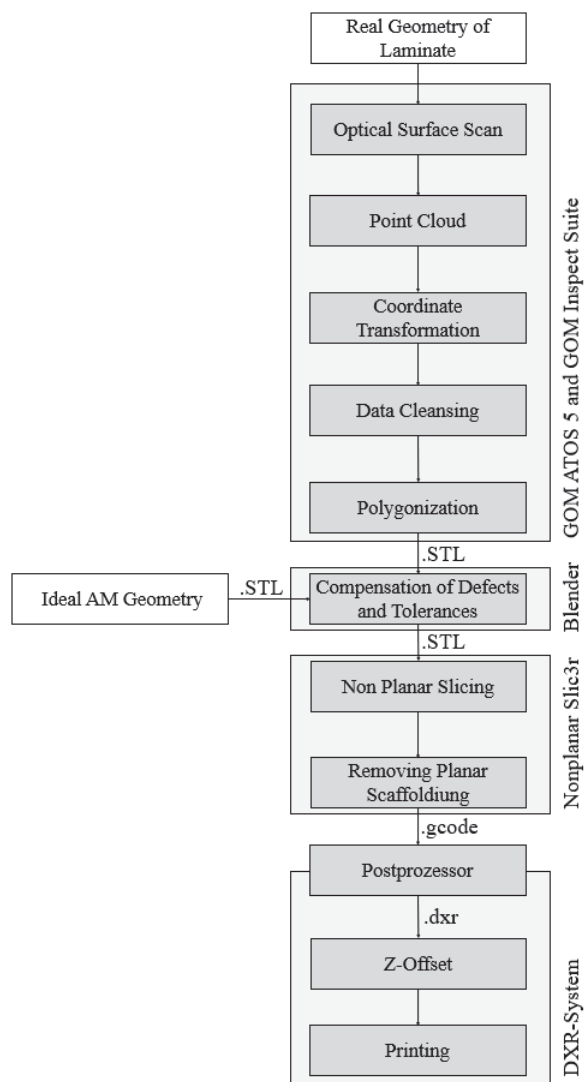 Real Geometry of
Laminate
Optical Surface Scan
Point Cloud
Coordinate
Transformation
Data Cleansing
Polygonization
GOM ATOS 5 and GOM Inspect Suite
.STL
Ideal AM Geometry
.STL
Compensation of Defects
and Tolerances
Blender
.STL
Non Planar Slicing
Removing Planar
Scaffoldiung
Nonplanar Slic3r
.gcode
Postprozessor
.dxr
Z-Offset
Printing
DXR-System